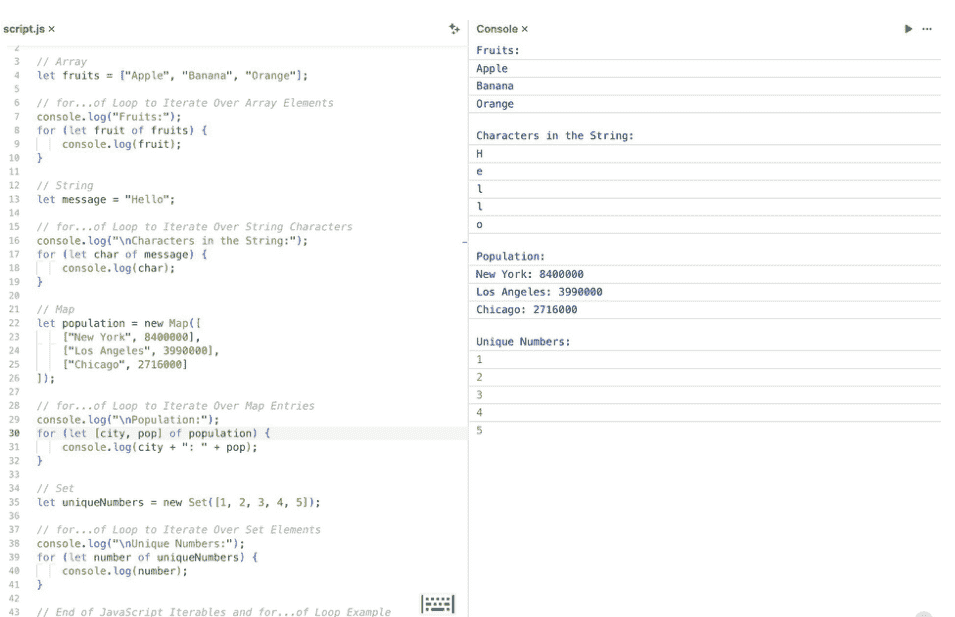 script.js ×
2
3 // Array
4 let fruits = ["Apple", "Banana", "Orange"];
5
6 // for...of Loop to Iterate Over Array Elements
7 console.log("Fruits:");
8 for (let fruit of fruits) {
9 console.log(fruit);
10 }
11
12 // String
13 let message = "Hello";
14
15 // for...of Loop to Iterate Over String Characters
16 console.log("\nCharacters in the String:");
17 for (let char of message) {
18 console.log(char);
19 }
20
21 // Map
22 let population = new Map([
23 ["New York", 8400000],
24 ["Los Angeles", 3990000],
25 ["Chicago", 2716000]
26 ]);
27
28 // for...of Loop to Iterate Over Map Entries
29 console.log("\nPopulation:");
30 for (let [city, pop] of population) {
31 console.log(city + ": " + pop);
32 }
33
34 // Set
35 let uniqueNumbers = new Set([1, 2, 3, 4, 5]);
36
37 // for...of Loop to Iterate Over Set Elements
38 console.log("\nUnique Numbers:");
39 for (let number of uniqueNumbers) {
40 console.log(number);
41 }
42
43 // End of JavaScript Iterables and for...of Loop Example
Console ×
Fruits:
Apple
Banana
Orange
Characters in the String:
H
e
l
l
o
Population:
New York: 8400000
Los Angeles: 3990000
Chicago: 2716000
Unique Numbers:
1
2
3
4
5